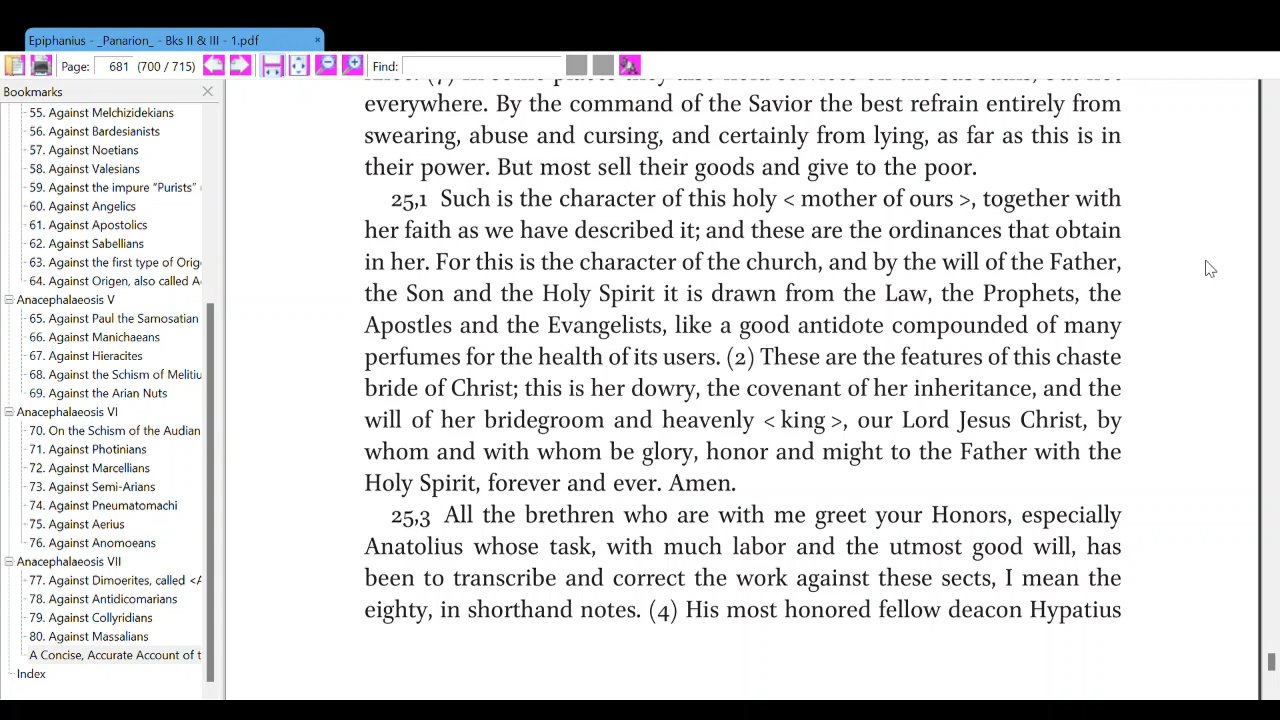 Epiphanius - _Panarion_ - Bks II & III - 1.pdf
Page: 681 (700 / 715) Find:
Bookmarks
55. Against Melchizidekians
56. Against Bardesianists
57. Against Noetians
58. Against Valesians
59. Against the impure "Purists"
60. Against Angelics
61. Against Apostolics
62. Against Sabellians
63. Against the first type of Orig
64. Against Origen, also called A
Anacephalaeosis V
65. Against Paul the Samosatian
66. Against Manichaeans
67. Against Hieracites
68. Against the Schism of Melitiu
69. Against the Arian Nuts
Anacephalaeosis VI
70. On the Schism of the Audian
71. Against Photinians
72. Against Marcellians
73. Against Semi-Arians
74. Against Pneumatomachi
75. Against Aerius
76. Against Anomoeans
Anacephalaeosis VII
77. Against Dimoerites, called <A
78. Against Antidicomarians
79. Against Collyridians
80. Against Massalians
A Concise, Accurate Account of t
Index
everywhere. By the command of the Savior the best refrain entirely from
swearing, abuse and cursing, and certainly from lying, as far as this is in
their power. But most sell their goods and give to the poor.
25,1 Such is the character of this holy < mother of ours >, together with
her faith as we have described it; and these are the ordinances that obtain
in her. For this is the character of the church, and by the will of the Father,
the Son and the Holy Spirit it is drawn from the Law, the Prophets, the
Apostles and the Evangelists, like a good antidote compounded of many
perfumes for the health of its users. (2) These are the features of this chaste
bride of Christ; this is her dowry, the covenant of her inheritance, and the
will of her bridegroom and heavenly < king >, our Lord Jesus Christ, by
whom and with whom be glory, honor and might to the Father with the
Holy Spirit, forever and ever. Amen.
25,3 All the brethren who are with me greet your Honors, especially
Anatolius whose task, with much labor and the utmost good will, has
been to transcribe and correct the work against these sects, I mean the
eighty, in shorthand notes. (4) His most honored fellow deacon Hypatius